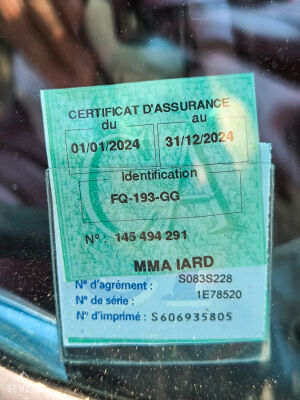 CERTIFICAT D'ASSURANCE
du au
01/01/2024 31/12/2024
Identification
FQ-193-GG
N° : 145 494 291
MMA IARD
N° d'agrément : S083S228
N° de série : 1E78520
N° d'imprimé : S606935805